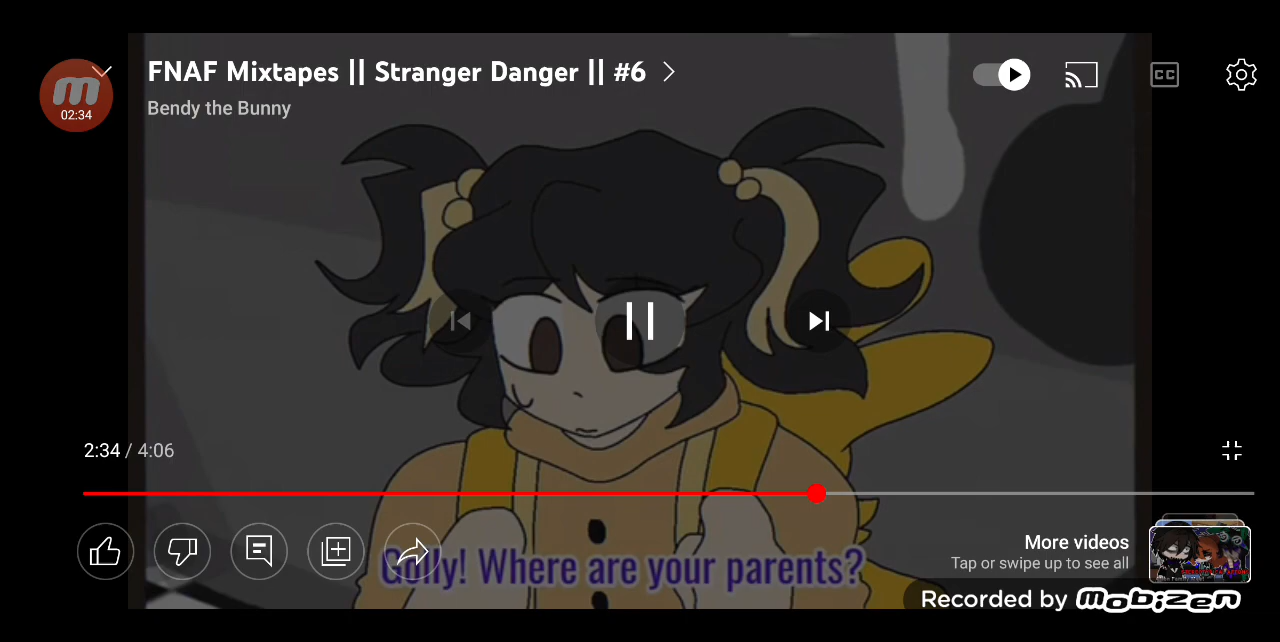 FNAF Mixtapes || Stranger Danger || #6
Bendy the Bunny
m
02:34
CC
2:34 / 4:06
More videos
Tap or swipe up to see all
Where are your parents?
Recorded by mobizen